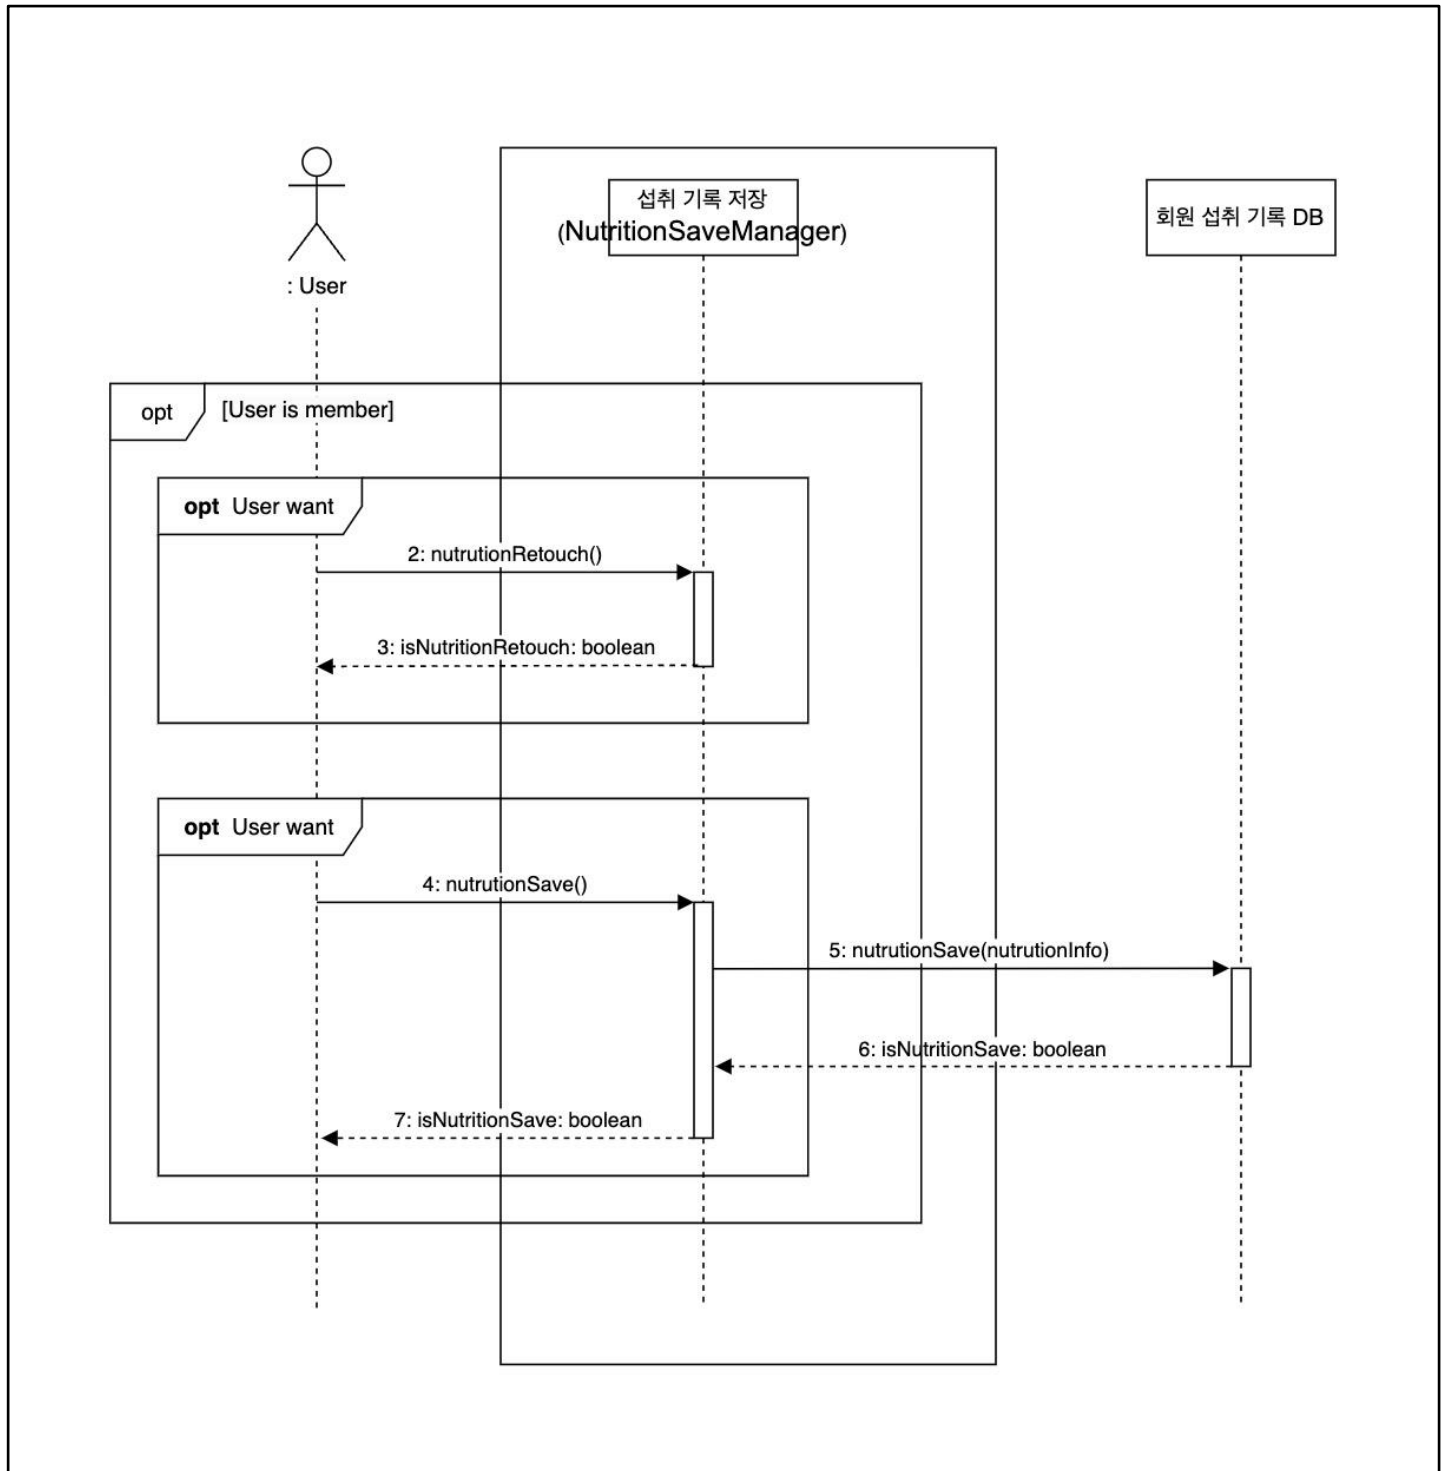 섭취 기록 저장
(NutritionSaveManager)
회원 섭취 기록 DB
: User
opt [User is member]
opt User want
2: nutrutionRetouch()
3: isNutritionRetouch: boolean
opt User want
4: nutrutionSave()
5: nutrutionSave(nutrutionInfo)
6: isNutritionSave: boolean
7: isNutritionSave: boolean